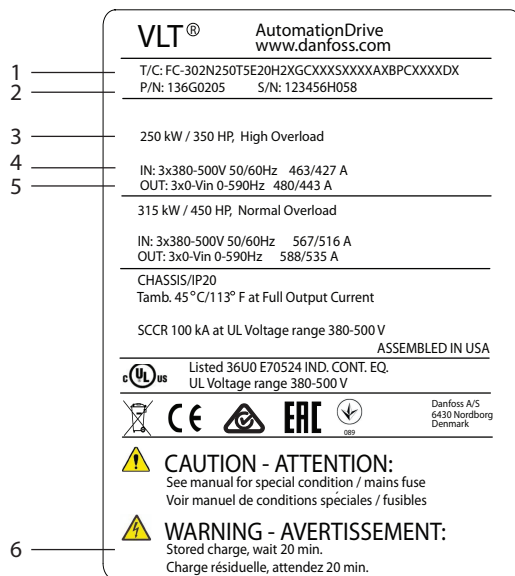 VLT® AutomationDrive
www.danfoss.com
1 T/C: FC-302N250T5E20H2XGCXXXSXXXXAXBPCXXXXDX
2 P/N: 136G0205 S/N: 123456H058
3 250 kW / 350 HP, High Overload
4 IN: 3x380-500V 50/60Hz 463/427 A
5 OUT: 3x0-Vin 0-590Hz 480/443 A
315 kW / 450 HP, Normal Overload
IN: 3x380-500V 50/60Hz 567/516 A
OUT: 3x0-Vin 0-590Hz 588/535 A
CHASSIS/IP20
Tamb. 45°C/113° F at Full Output Current
SCCR 100 kA at UL Voltage range 380-500 V
ASSEMBLED IN USA
c UL us Listed 36U0 E70524 IND. CONT. EQ.
UL Voltage range 380-500 V
CE EAC 089
Danfoss A/S
6430 Nordborg
Denmark
CAUTION - ATTENTION:
See manual for special condition / mains fuse
Voir manuel de conditions spéciales / fusibles
WARNING - AVERTISSEMENT:
6 Stored charge, wait 20 min.
Charge résiduelle, attendez 20 min.